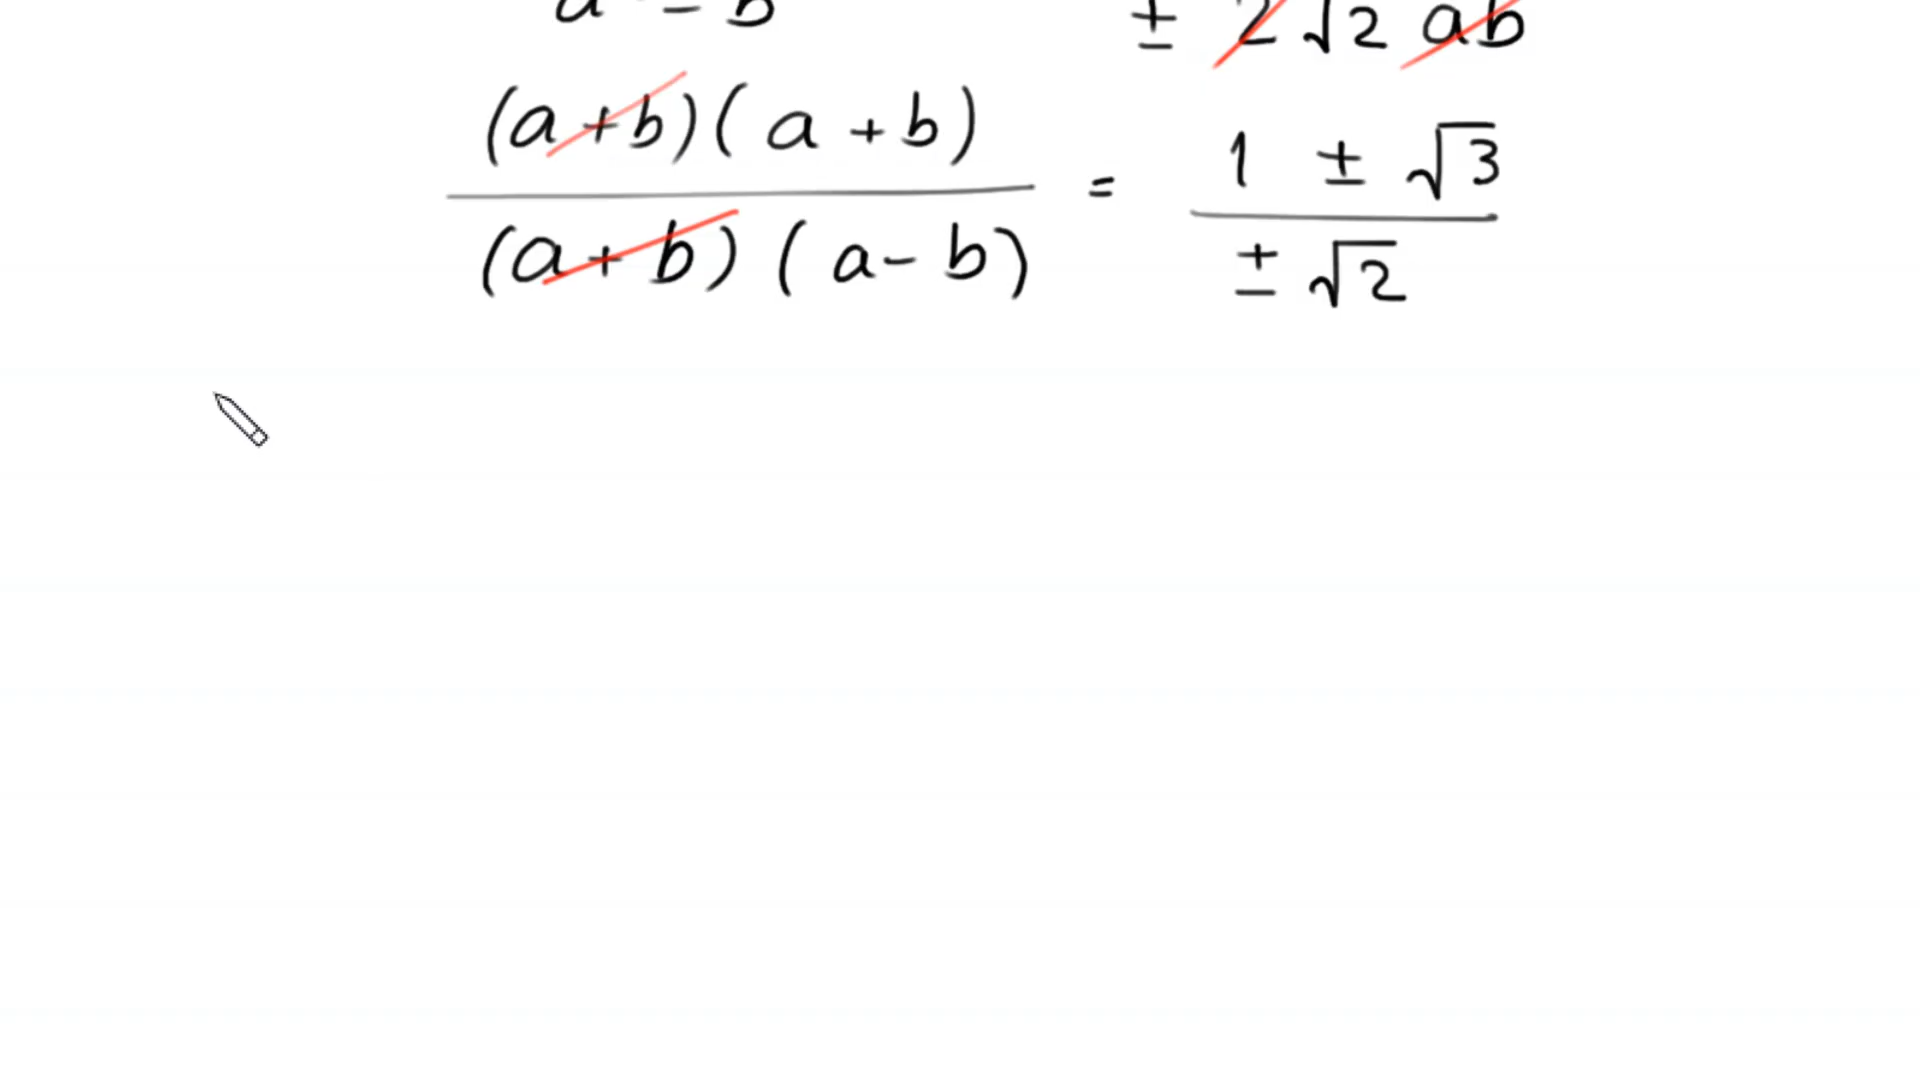 a - b
± 2 √2 ab
(a+b)(a + b)
= 1 ± √3
(a+ b) ( a- b)
± √2